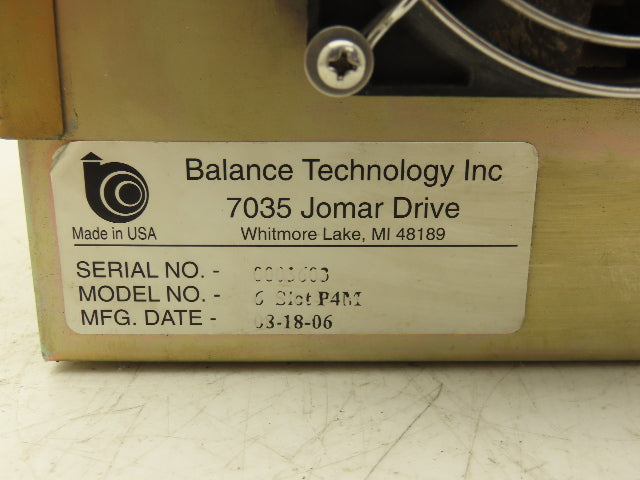 Balance Technology Inc
7035 Jomar Drive
Made in USA
Whitmore Lake, MI 48189
SERIAL NO. -
MODEL NO. - 6 Slot P4M
MFG. DATE - 03-18-06